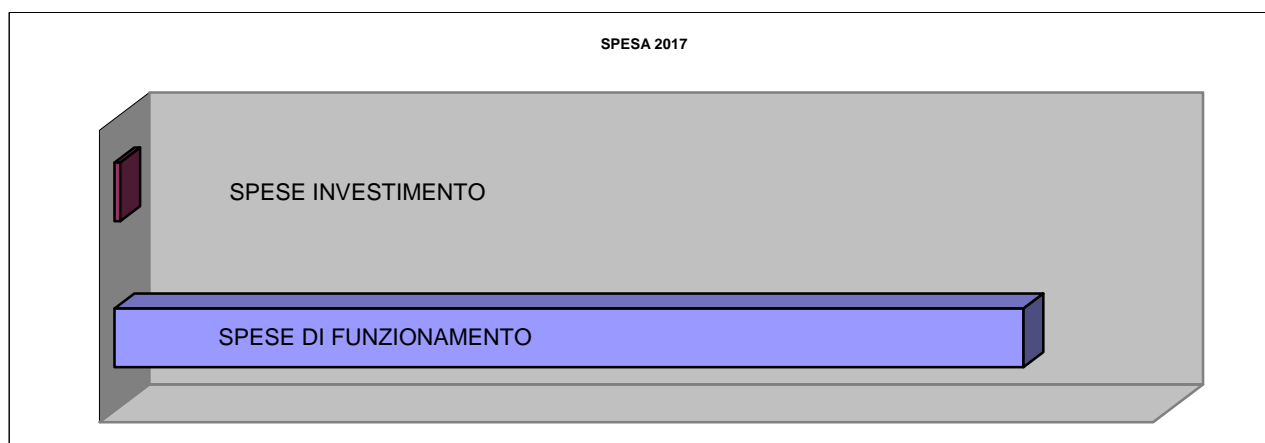 SPESA 2017
SPESE INVESTIMENTO
SPESE DI FUNZIONAMENTO